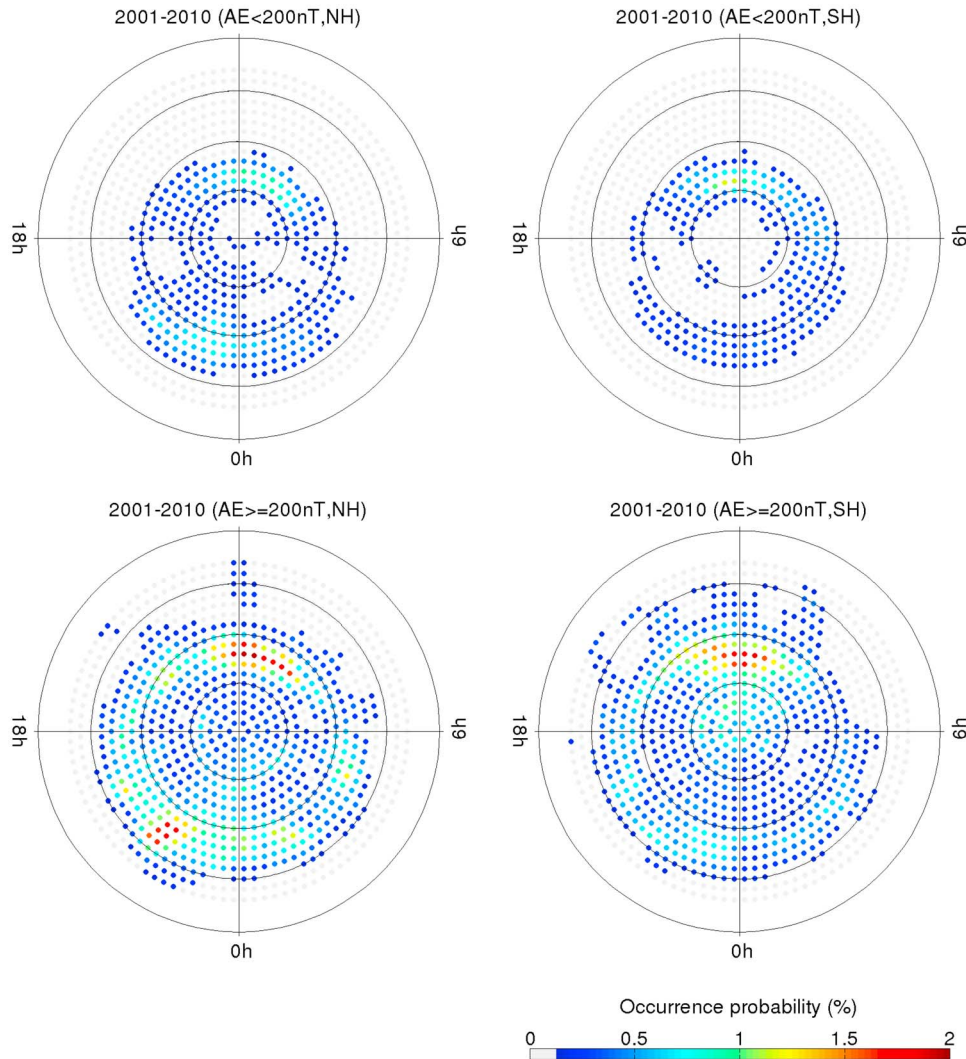 2001-2010 (AE<200nT,NH)
2001-2010 (AE<200nT,SH)
18h
6h
18h
6h
0h
0h
2001-2010 (AE>=200nT,NH)
2001-2010 (AE>=200nT,SH)
18h
6h
18h
6h
0h
0h
Occurrence probability (%)
0 0.5 1 1.5 2